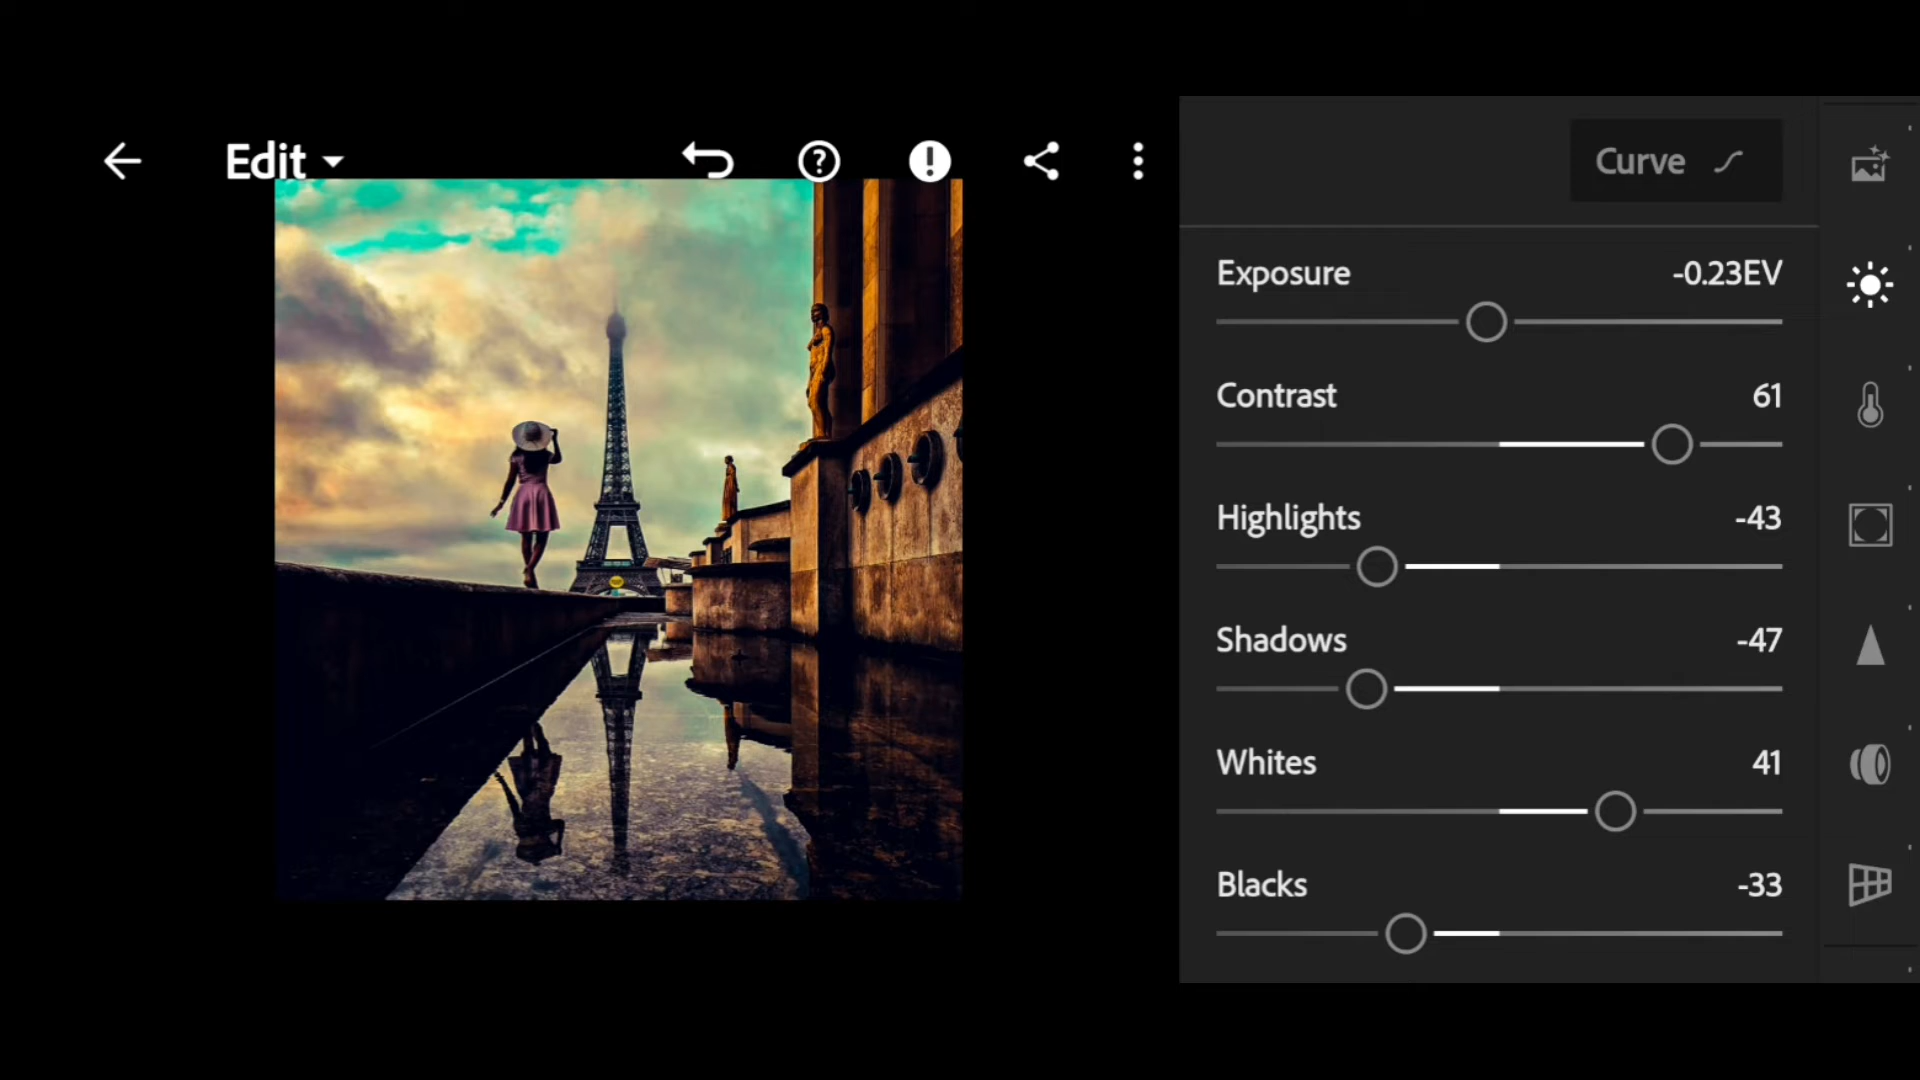 Edit
Curve
Exposure -0.23EV
Contrast 61
Highlights -43
Shadows -47
Whites 41
Blacks -33